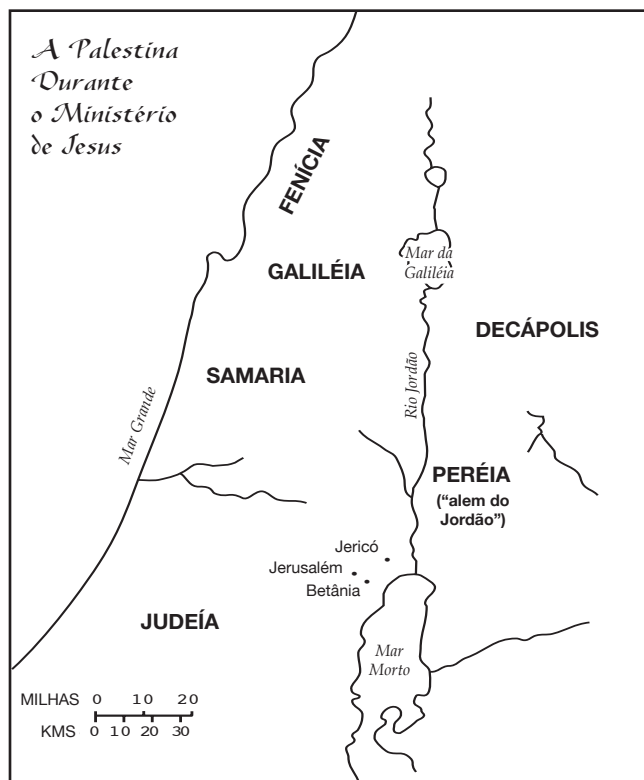 A Palestina
Durante
o Ministério
de Jesus
FENÍCIA
GALILÉIA
Mar da
Galiléia
DECÁPOLIS
SAMARIA
Rio Jordão
Mar Grande
PERÉIA
("alem do
Jordão")
Jericó
Jerusalém
Betânia
JUDEÍA
Mar
Morto
MILHAS 0 10 20
KMS 0 10 20 30